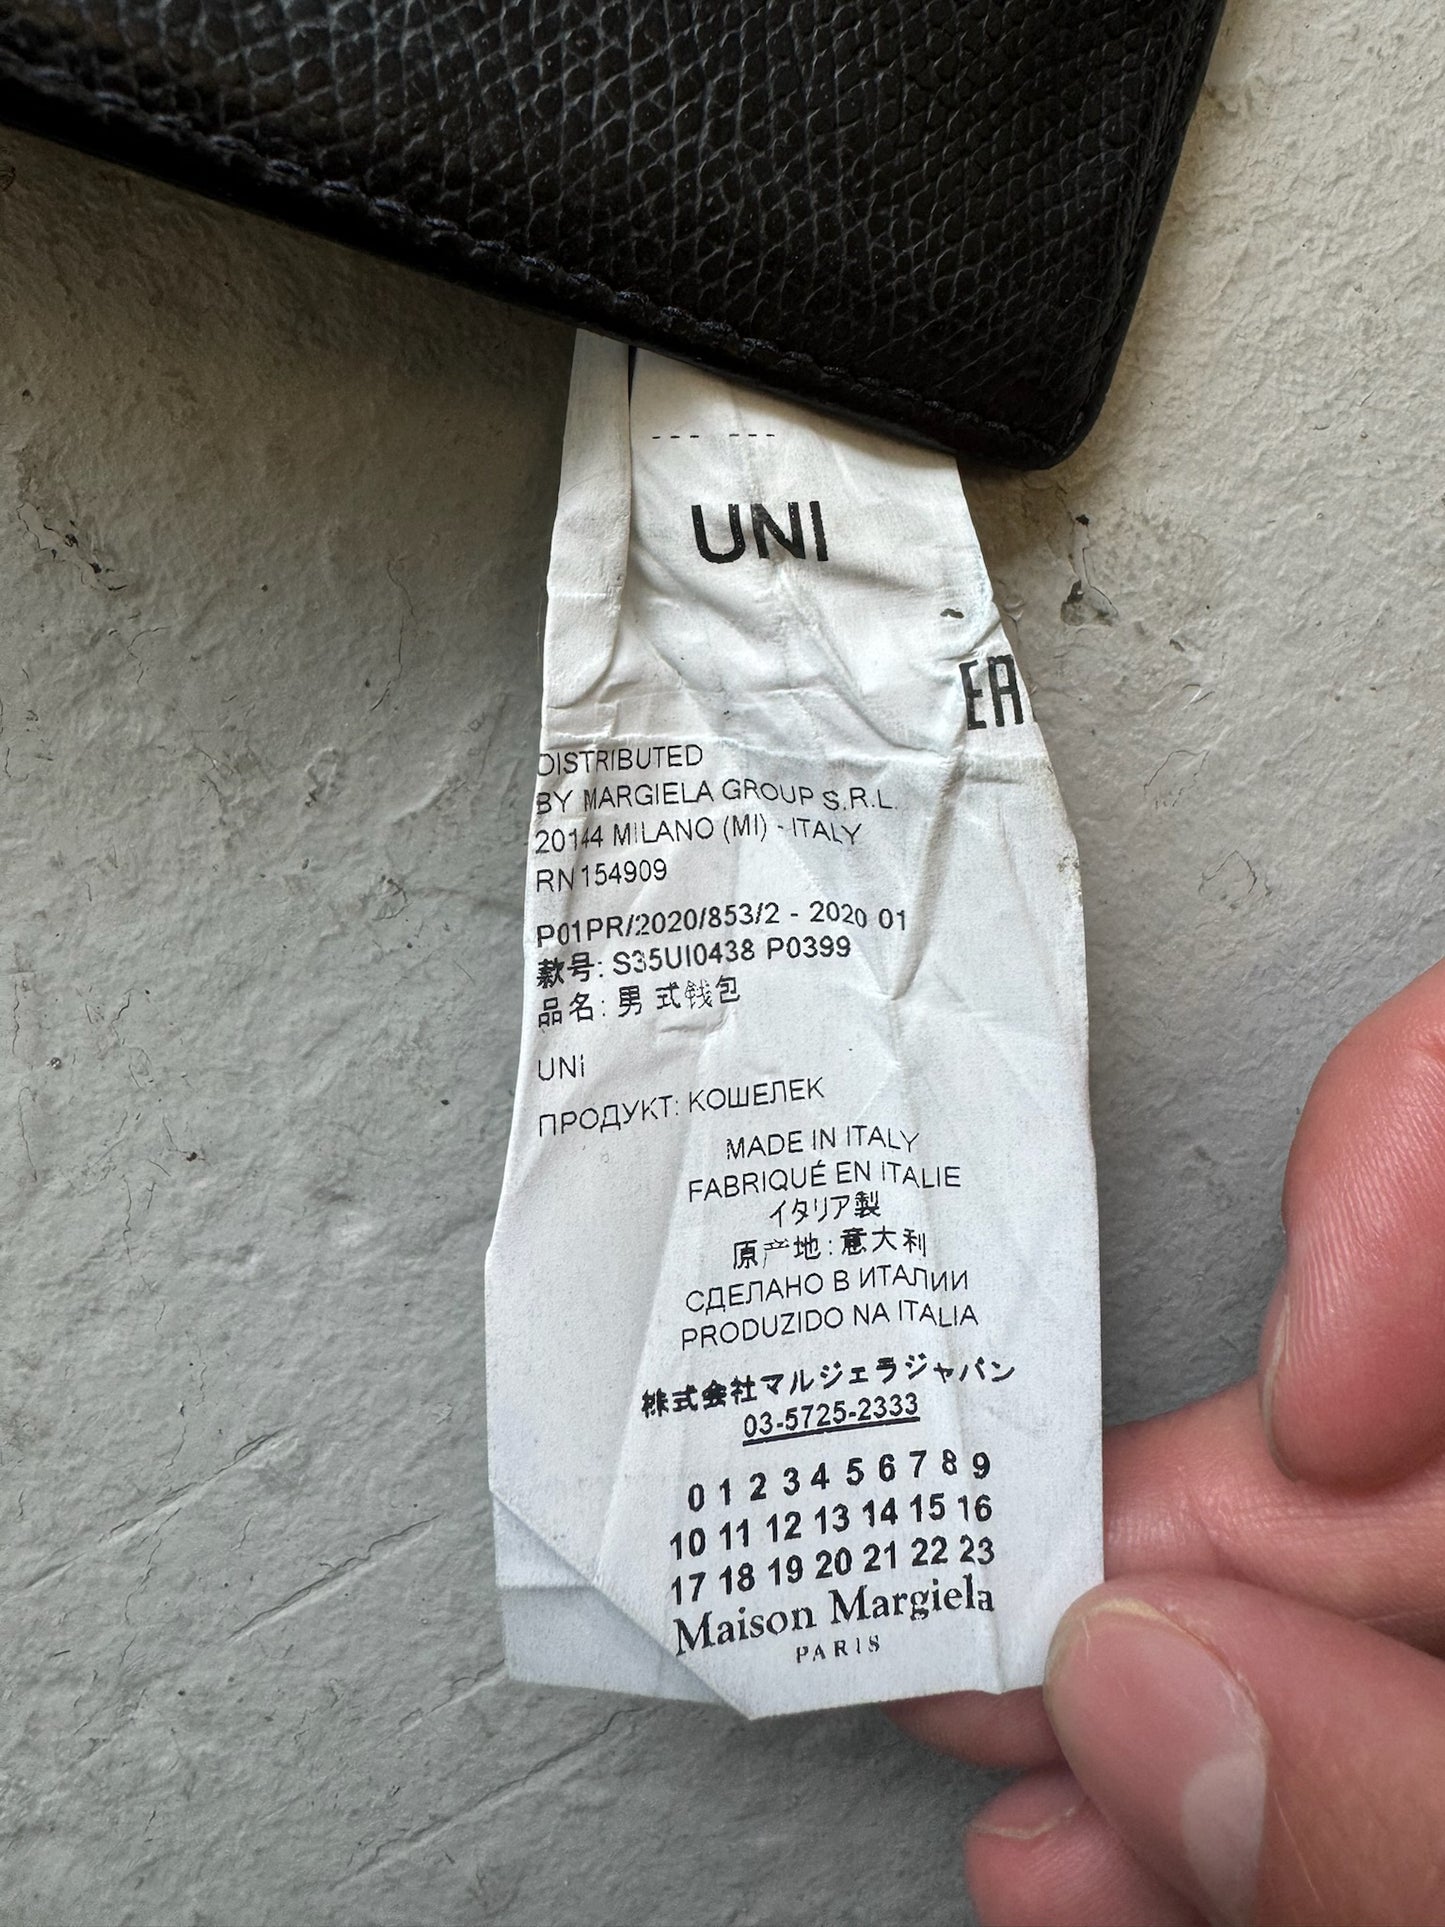 --- ---
UNI
EAC
DISTRIBUTED
BY MARGIELA GROUP S.R.L.
20144 MILANO (MI) - ITALY
RN 154909
P01PR/2020/853/2 - 2020 01
款号: S35UI0438 P0399
品名: 男式钱包
UNi
ПРОДУКТ: КОШЕЛЕК
MADE IN ITALY
FABRIQUÉ EN ITALIE
イタリア製
原产地: 意大利
СДЕЛАНО В ИТАЛИИ
PRODUZIDO NA ITALIA
株式会社マルジェラジャパン
03-5725-2333
0 1 2 3 4 5 6 7 8 9
10 11 12 13 14 15 16
17 18 19 20 21 22 23
Maison Margiela
PARIS